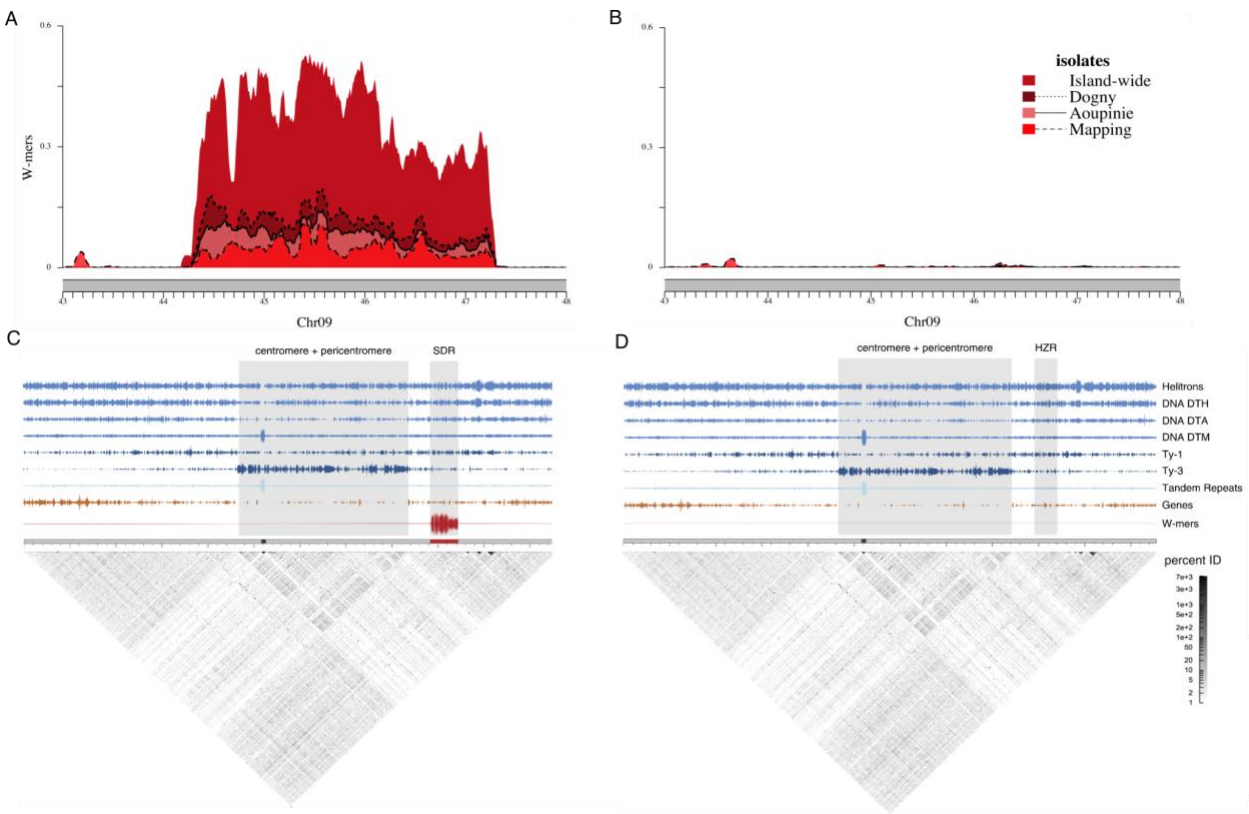 A
0.6
0.3
0
W-mers
43
44
45
46
47
48
Chr09
B
0.6
0.3
0
isolates
Island-wide
Dogny
Aoupinie
Mapping
43
44
45
46
47
48
Chr09
C
centromere + pericentromere
SDR
D
centromere + pericentromere
HZR
Helitrons
DNA DTH
DNA DTA
DNA DTM
Ty-1
Ty-3
Tandem Repeats
Genes
W-mers
percent ID
7e+3
3e+3
1e+3
5e+2
2e+2
1e+2
50
20
10
5
2
1